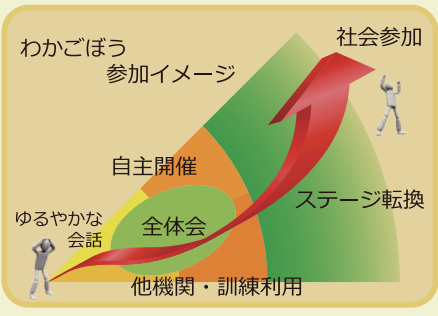 わかごぼう
参加イメージ
社会参加
自主開催
ステージ転換
ゆるやかな
会話
全体会
他機関・訓練利用